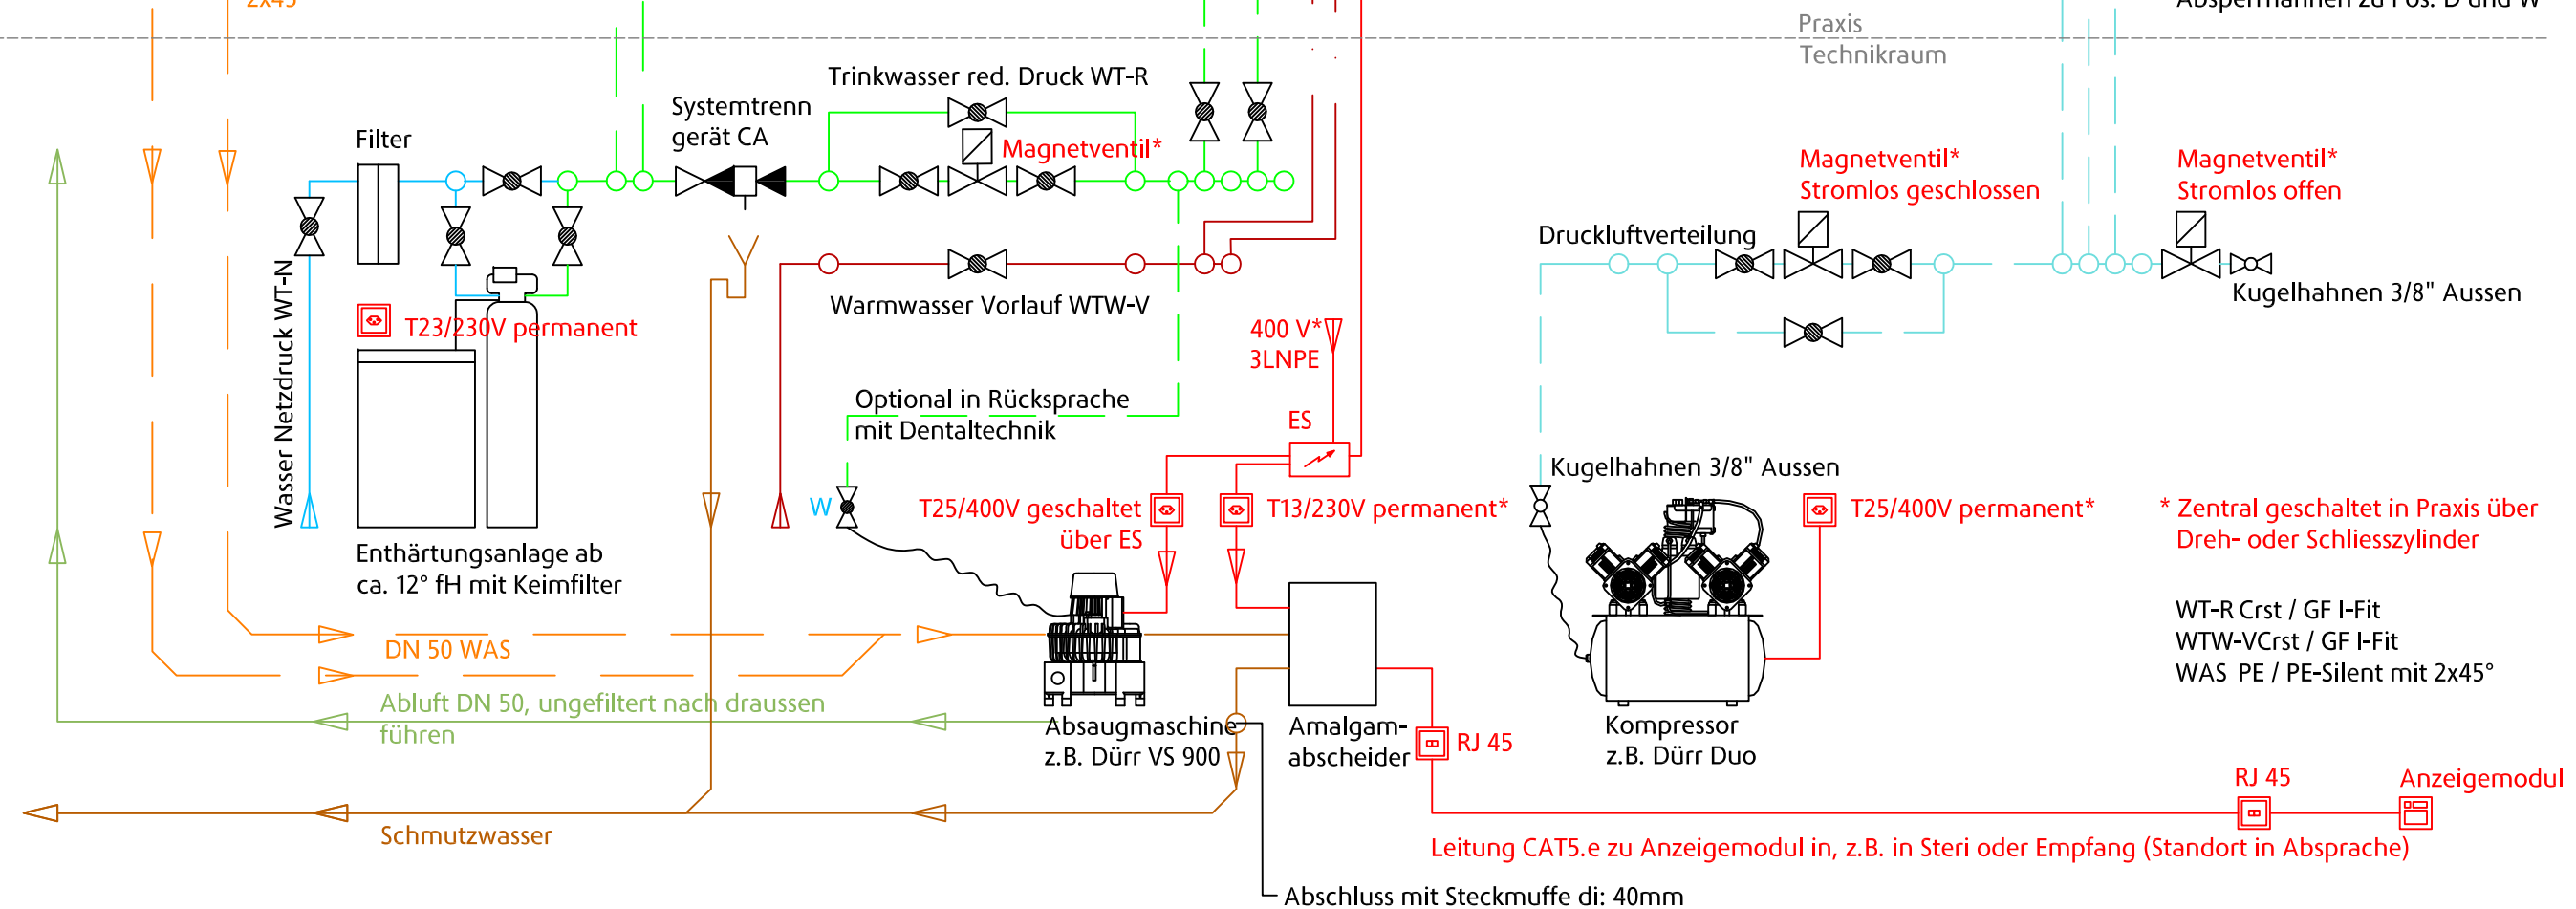 Praxis
Technikraum
Trinkwasser red. Druck WT-R
Systemtrenn
gerät CA
Filter
Magnetventil*
Magnetventil*
Stromlos geschlossen
Magnetventil*
Stromlos offen
Druckluftverteilung
Kugelhahnen 3/8" Aussen
Wasser Netzdruck WT-N
T23/230V permanent
Warmwasser Vorlauf WTW-V
400 V*
3LNPE
Optional in Rücksprache
mit Dentaltechnik
ES
Kugelhahnen 3/8" Aussen
W
T25/400V geschaltet
über ES
T13/230V permanent*
T25/400V permanent*
* Zentral geschaltet in Praxis über
Dreh- oder Schliesszylinder
Enthärtungsanlage ab
ca. 12° fH mit Keimfilter
WT-R Crst / GF I-Fit
WTW-VCrst / GF I-Fit
WAS PE / PE-Silent mit 2x45°
DN 50 WAS
Abluft DN 50, ungefiltert nach draussen
führen
Absaugmaschine
z.B. Dürr VS 900
Amalgam-
abscheider
RJ 45
Kompressor
z.B. Dürr Duo
RJ 45
Anzeigemodul
Schmutzwasser
Leitung CAT5.e zu Anzeigemodul in, z.B. in Steri oder Empfang (Standort in Absprache)
Abschluss mit Steckmuffe di: 40mm